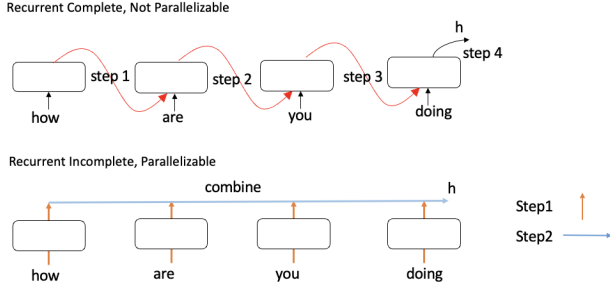 Recurrent Complete, Not Parallelizable
h
step 1 step 2 step 3 step 4
how are you doing
Recurrent Incomplete, Parallelizable
combine h
Step1
Step2
how are you doing